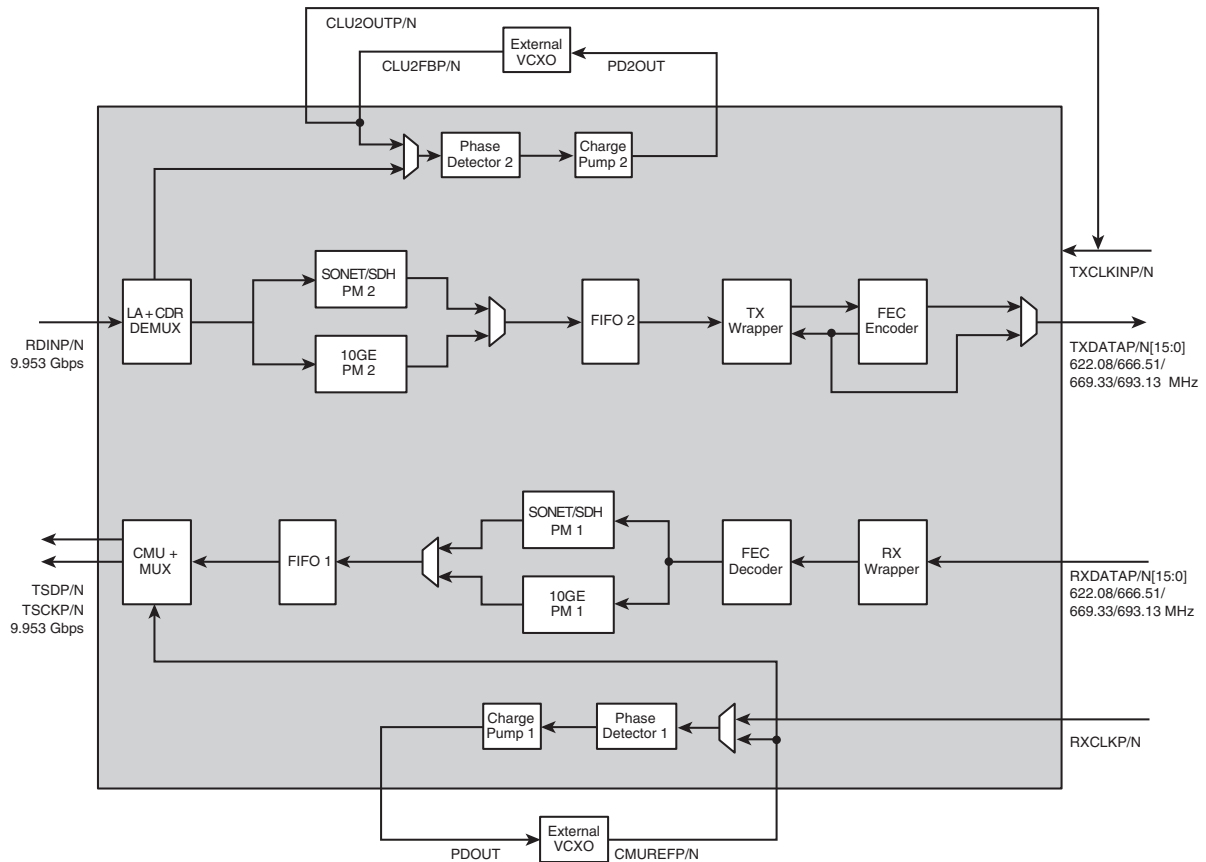 CLU2OUTP/N
External
VCXO
CLU2FBP/N
PD2OUT
Phase
Detector 2
Charge
Pump 2
TXCLKINP/N
SONET/SDH
PM 2
LA + CDR
DEMUX
FIFO 2
TX
Wrapper
FEC
Encoder
RDINP/N
9.953 Gbps
10GE
PM 2
TXDATAP/N[15:0]
622.08/666.51/
669.33/693.13 MHz
SONET/SDH
PM 1
CMU +
MUX
FIFO 1
FEC
Decoder
RX
Wrapper
TSDP/N
TSCKP/N
9.953 Gbps
10GE
PM 1
RXDATAP/N[15:0]
622.08/666.51/
669.33/693.13 MHz
Charge
Pump 1
Phase
Detector 1
RXCLKP/N
PDOUT
External
VCXO
CMUREFP/N